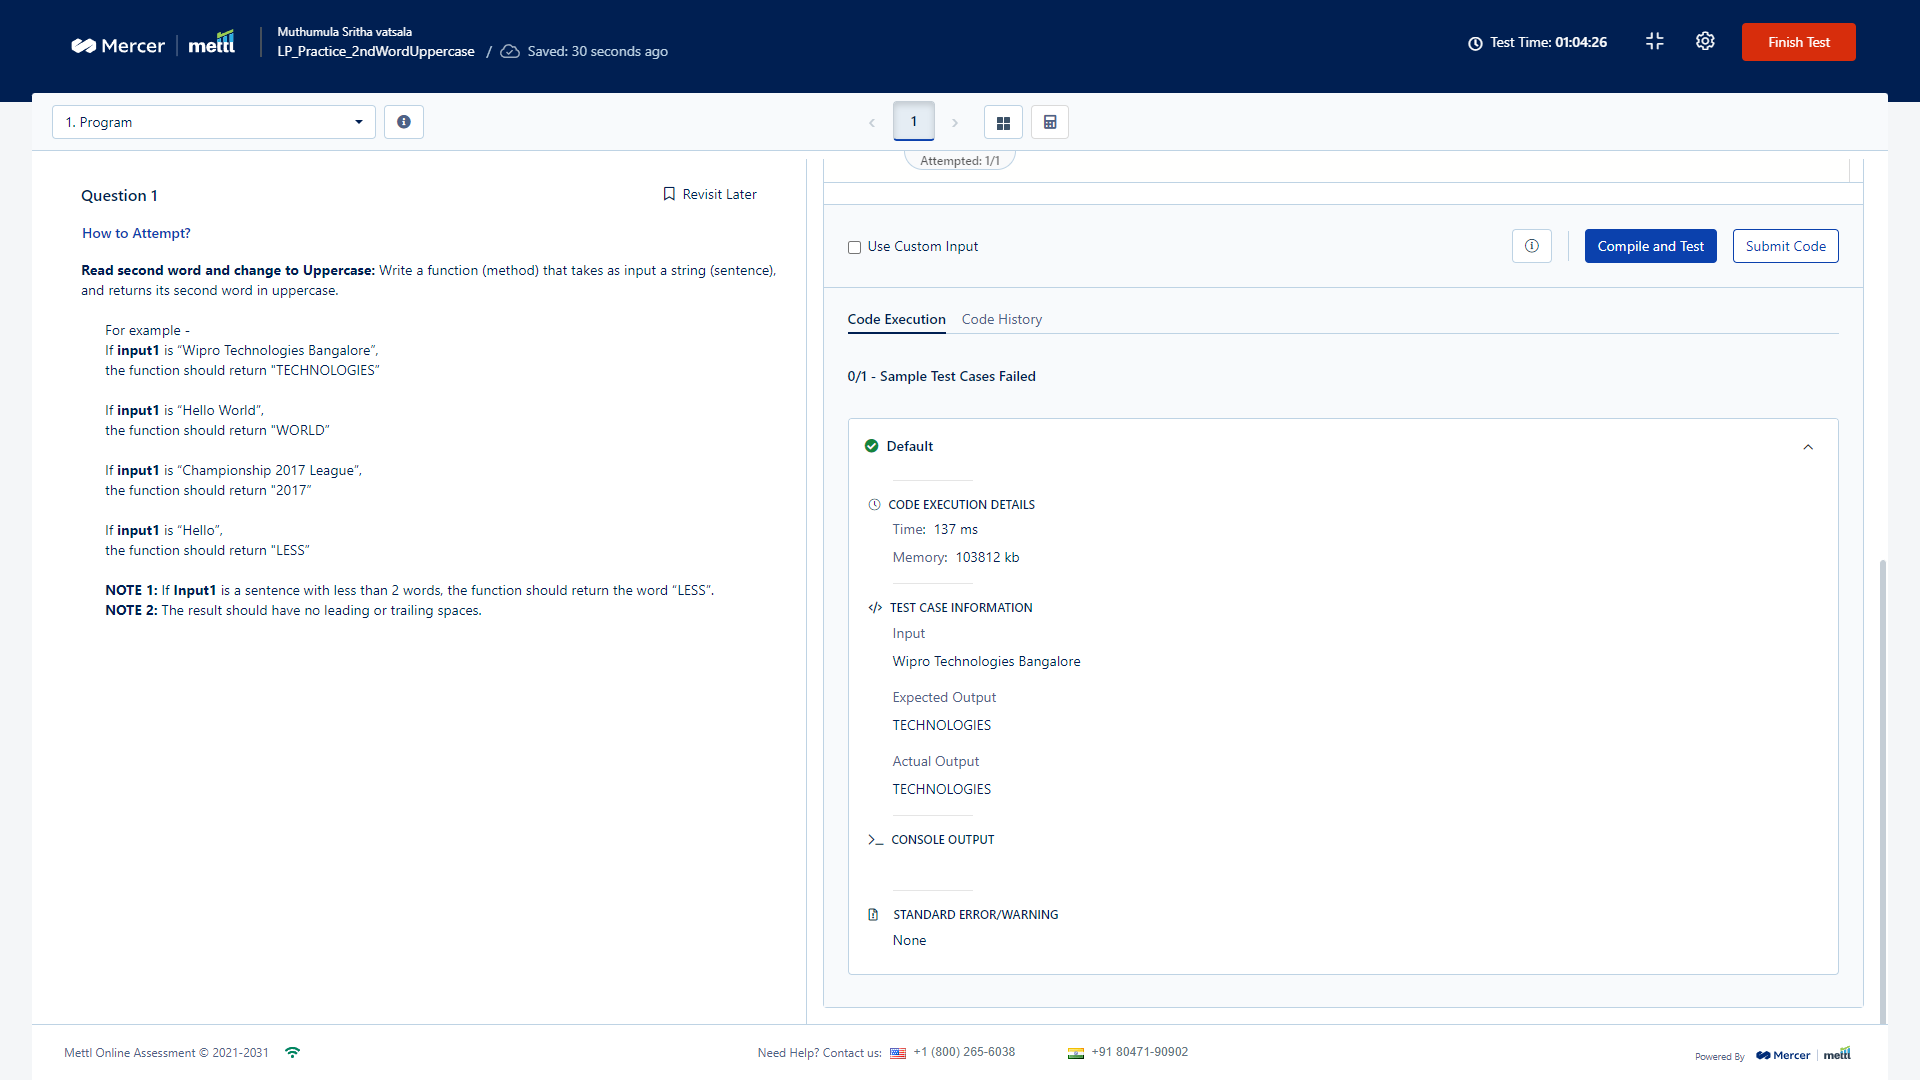 Mercer | mettl
Muthumula Sritha vatsala
LP_Practice_2ndWordUppercase / Saved: 30 seconds ago
Test Time: 01:04:26
Finish Test
1. Program
1
Attempted: 1/1
Question 1
Revisit Later
How to Attempt?
Read second word and change to Uppercase: Write a function (method) that takes as input a string (sentence),
and returns its second word in uppercase.
For example -
If input1 is “Wipro Technologies Bangalore”,
the function should return “TECHNOLOGIES”
If input1 is “Hello World”,
the function should return “WORLD”
If input1 is “Championship 2017 League”,
the function should return “2017”
If input1 is “Hello”,
the function should return “LESS”
NOTE 1: If Input1 is a sentence with less than 2 words, the function should return the word “LESS”.
NOTE 2: The result should have no leading or trailing spaces.
Use Custom Input
Compile and Test
Submit Code
Code Execution
Code History
0/1 - Sample Test Cases Failed
Default
CODE EXECUTION DETAILS
Time: 137 ms
Memory: 103812 kb
</> TEST CASE INFORMATION
Input
Wipro Technologies Bangalore
Expected Output
TECHNOLOGIES
Actual Output
TECHNOLOGIES
>_ CONSOLE OUTPUT
STANDARD ERROR/WARNING
None
Mettl Online Assessment © 2021-2031
Need Help? Contact us: +1 (800) 265-6038
+91 80471-90902
Powered By Mercer | mettl